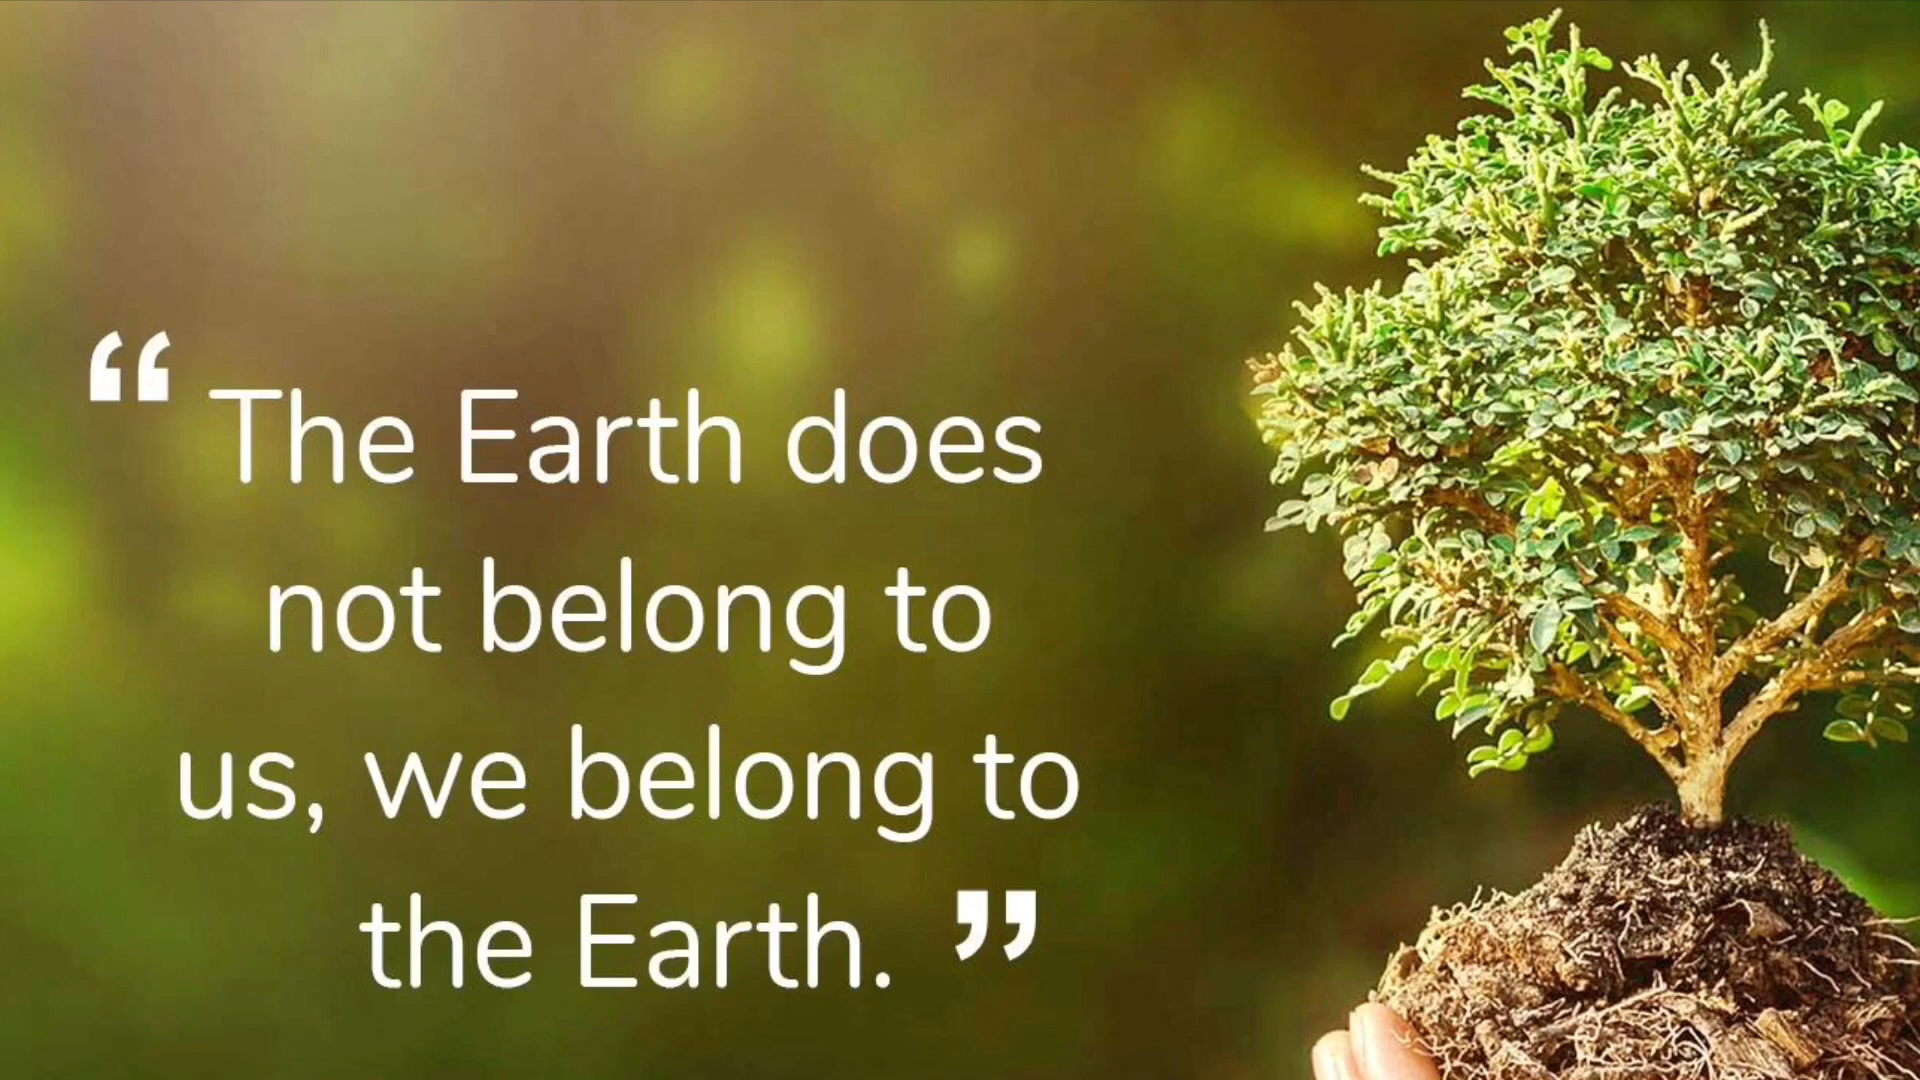 “The Earth does
not belong to
us, we belong to
the Earth.”